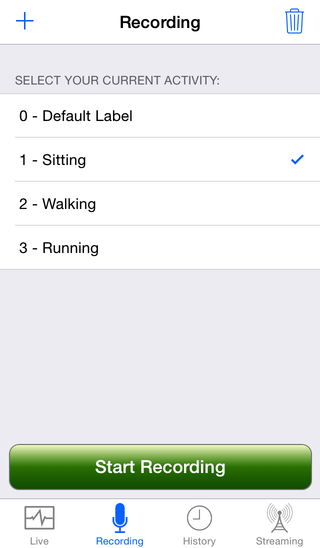 Recording
SELECT YOUR CURRENT ACTIVITY:
0 - Default Label
1 - Sitting
2 - Walking
3 - Running
Start Recording
Live Recording History Streaming